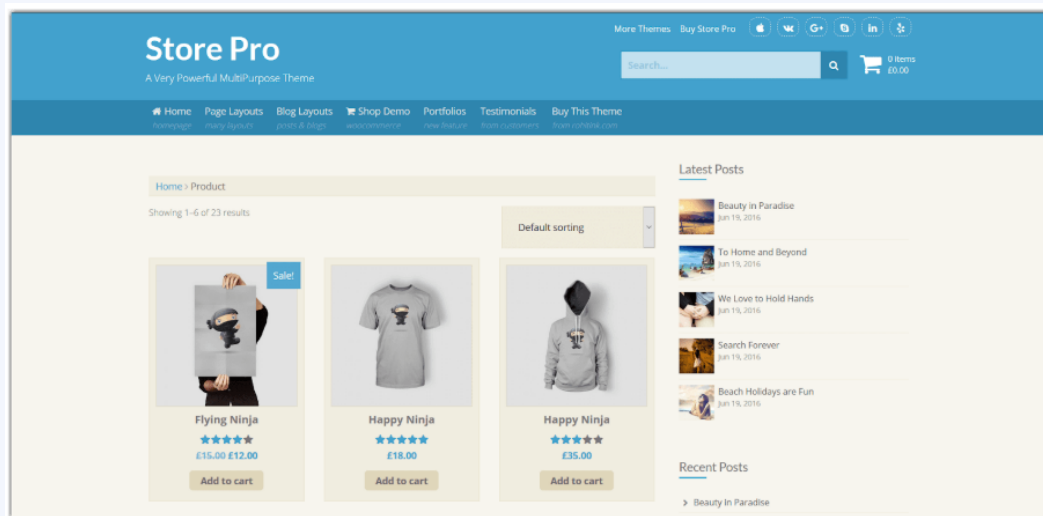 More Themes Buy Store Pro
Store Pro
A Very Powerful MultiPurpose Theme
Search...
0 items
£0.00
Home Page Layouts Blog Layouts Shop Demo Portfolios Testimonials Buy This Theme
homepage many layouts posts & blogs woocommerce new feature from customers from roblink.com
Home > Product
Showing 1–6 of 23 results
Default sorting
Sale!
Flying Ninja
£15.00 £12.00
Add to cart
Happy Ninja
£18.00
Add to cart
Happy Ninja
£35.00
Add to cart
Latest Posts
Beauty in Paradise
Jun 19, 2016
To Home and Beyond
Jun 19, 2016
We Love to Hold Hands
Jun 19, 2016
Search Forever
Jun 19, 2016
Beach Holidays are Fun
Jun 19, 2016
Recent Posts
> Beauty in Paradise